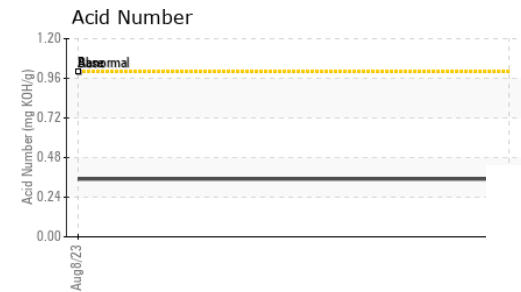 Acid Number
1.20
Abnormal
0.96
0.72
0.48
0.24
0.00
Acid Number (mg KOH/g)
Aug8/23